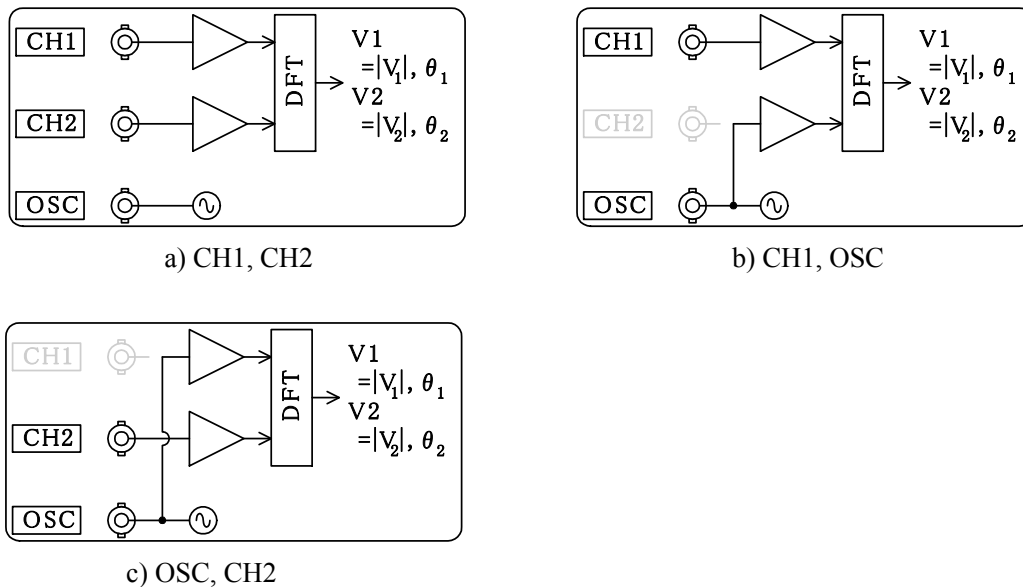 CH1
CH2
OSC
DFT
V1
=|V₁|, θ₁
V2
=|V₂|, θ₂
a) CH1, CH2
CH1
CH2
OSC
DFT
V1
=|V₁|, θ₁
V2
=|V₂|, θ₂
b) CH1, OSC
CH1
CH2
OSC
DFT
V1
=|V₁|, θ₁
V2
=|V₂|, θ₂
c) OSC, CH2